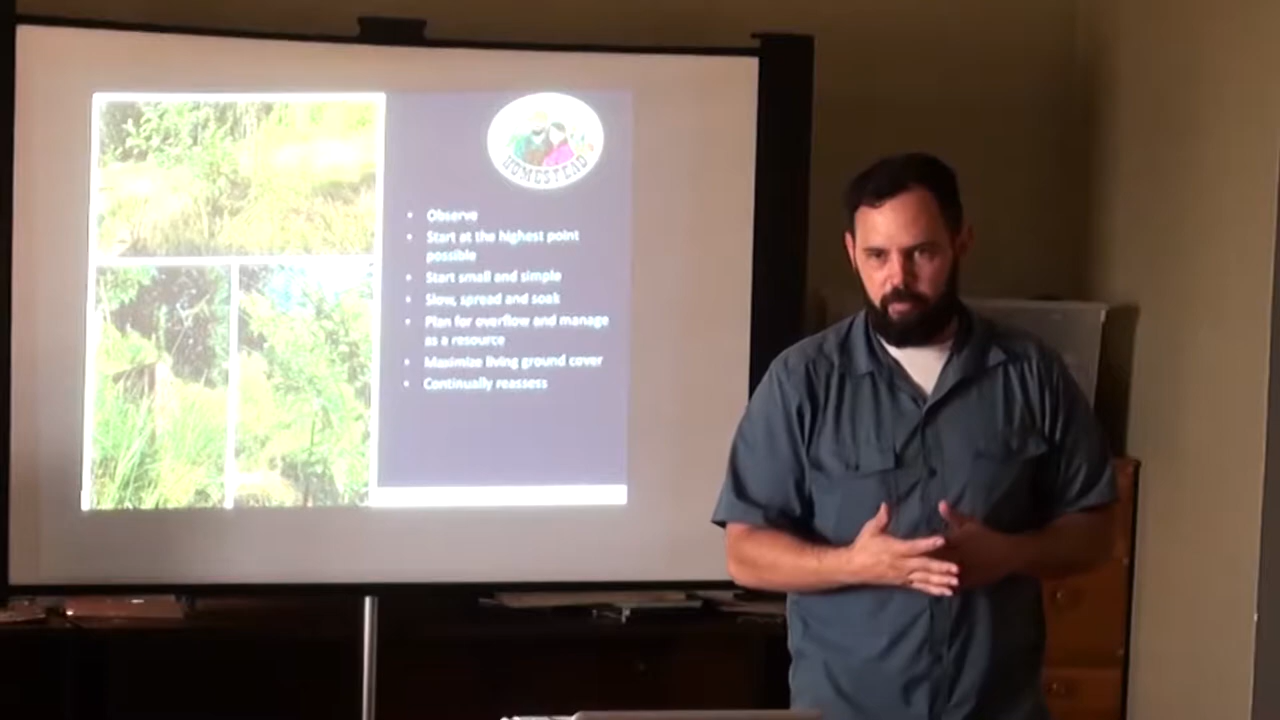 HOMESTEAD
• Observe
• Start at the highest point
possible
• Start small and simple
• Slow, spread and soak
• Plan for overflow and manage
as a resource
• Maximize living ground cover
• Continually reassess